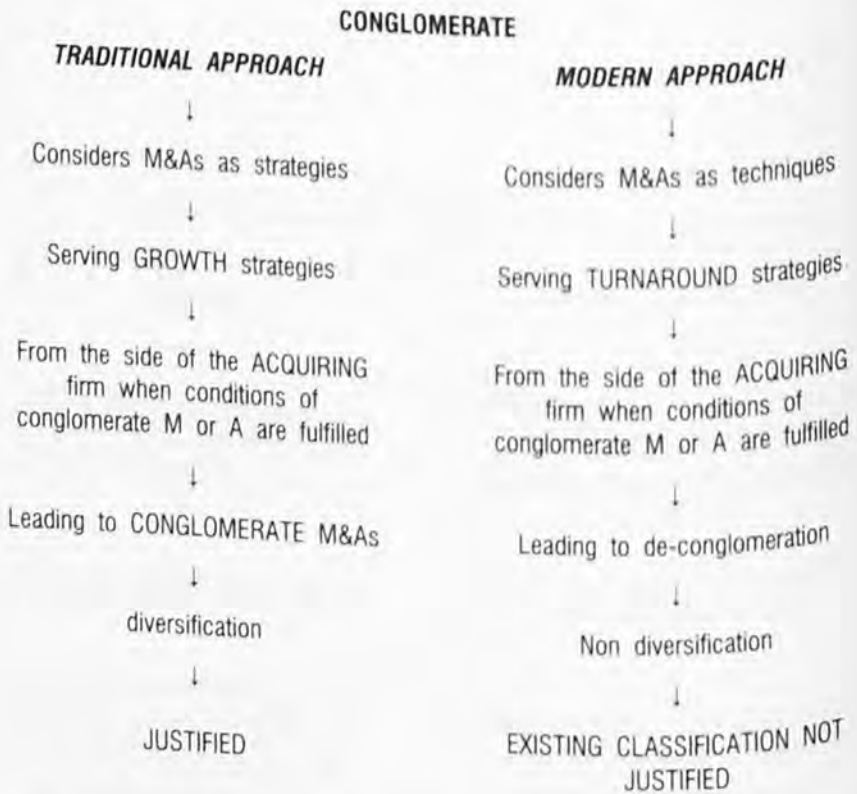 CONGLOMERATE
TRADITIONAL APPROACH
↓
Considers M&As as strategies
↓
Serving GROWTH strategies
↓
From the side of the ACQUIRING
firm when conditions of
conglomerate M or A are fulfilled
↓
Leading to CONGLOMERATE M&As
↓
diversification
↓
JUSTIFIED
MODERN APPROACH
↓
Considers M&As as techniques
↓
Serving TURNAROUND strategies
↓
From the side of the ACQUIRING
firm when conditions of
conglomerate M or A are fulfilled
↓
Leading to de-conglomeration
↓
Non diversification
↓
EXISTING CLASSIFICATION NOT
JUSTIFIED